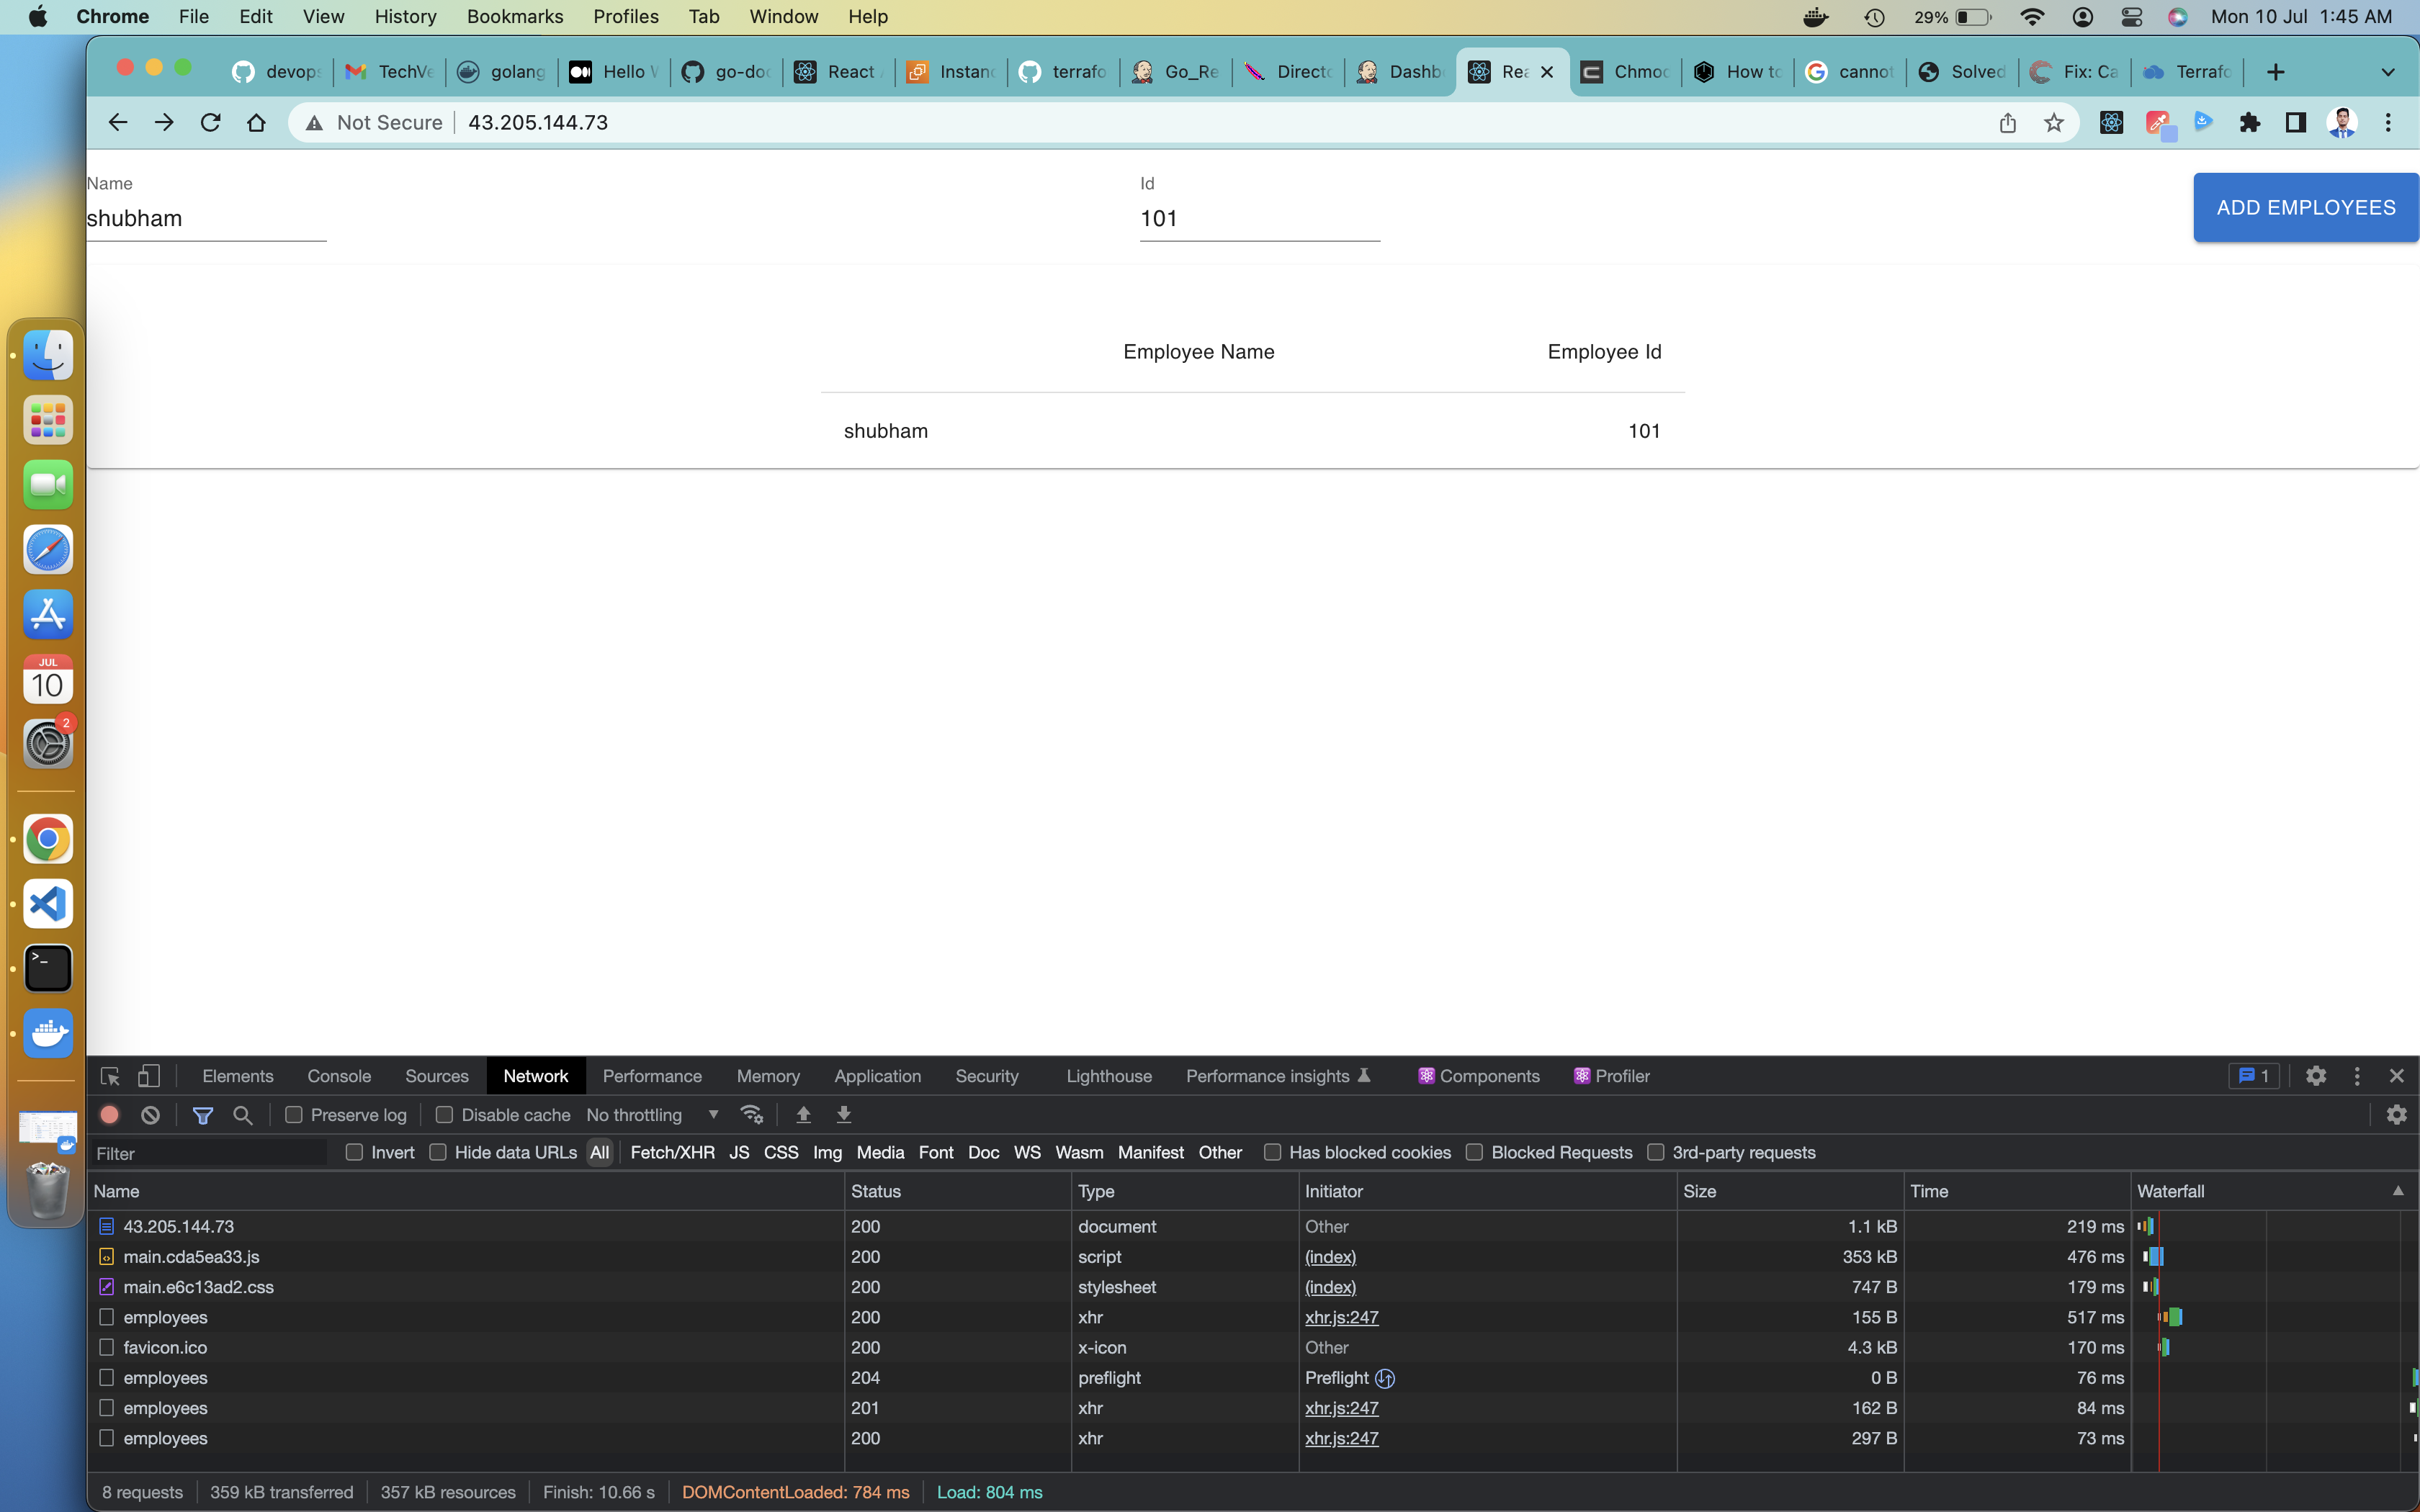 Chrome File Edit View History Bookmarks Profiles Tab Window Help 29% Mon 10 Jul 1:45 AM
devops TechVe golang Hello W go-doc React Instanc terrafo Go_Re Directo Dashb Rea Chmod How to cannot Solved Fix: Ca Terrafo
Not Secure 43.205.144.73
Name Id
shubham 101 ADD EMPLOYEES
Employee Name Employee Id
shubham 101
JUL
10
2
Elements Console Sources Network Performance Memory Application Security Lighthouse Performance insights Components Profiler 1
Preserve log Disable cache No throttling
Filter Invert Hide data URLs All Fetch/XHR JS CSS Img Media Font Doc WS Wasm Manifest Other Has blocked cookies Blocked Requests 3rd-party requests
Name Status Type Initiator Size Time Waterfall
43.205.144.73 200 document Other 1.1 kB 219 ms
main.cda5ea33.js 200 script (index) 353 kB 476 ms
main.e6c13ad2.css 200 stylesheet (index) 747 B 179 ms
employees 200 xhr xhr.js:247 155 B 517 ms
favicon.ico 200 x-icon Other 4.3 kB 170 ms
employees 204 preflight Preflight 0 B 76 ms
employees 201 xhr xhr.js:247 162 B 84 ms
employees 200 xhr xhr.js:247 297 B 73 ms
8 requests 359 kB transferred 357 kB resources Finish: 10.66 s DOMContentLoaded: 784 ms Load: 804 ms